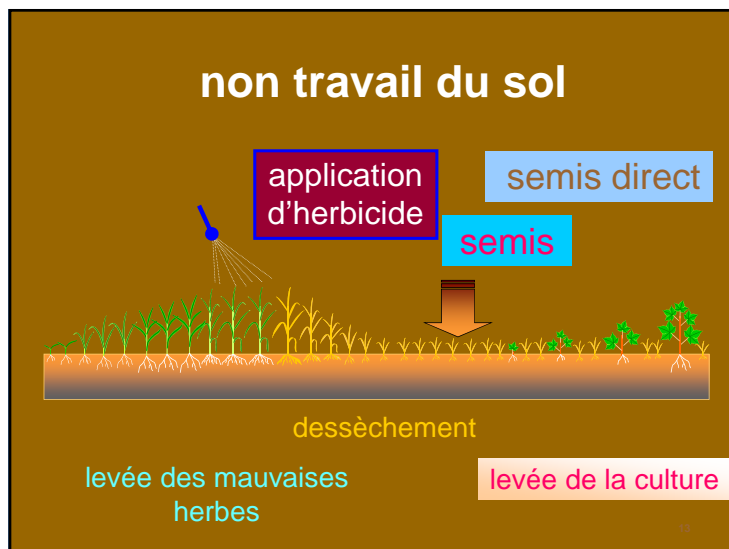 non travail du sol
application
d'herbicide
semis direct
semis
dessèchement
levée des mauvaises
herbes
levée de la culture